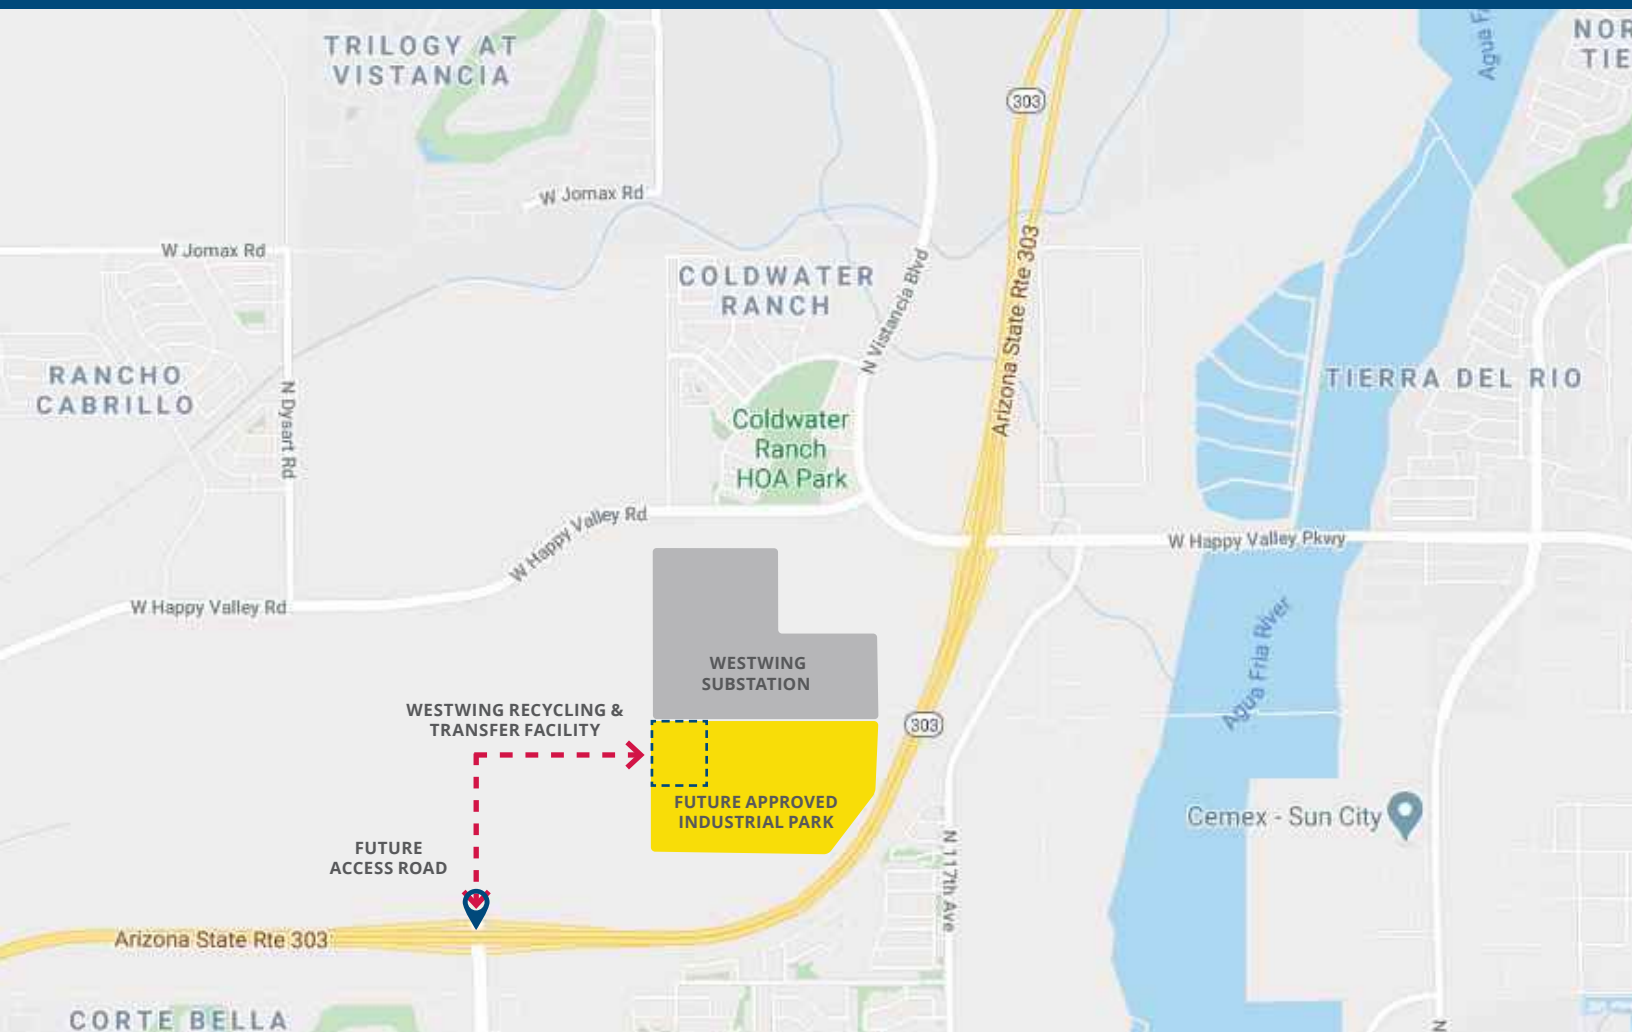 TRILOGY AT
VISTANCIA
Agua F
NOR
TIE
303
W Jomax Rd
W Jomax Rd
COLDWATER
RANCH
N Vistancia Blvd
Arizona State Rte 303
RANCHO
CABRILLO
N Dysart Rd
TIERRA DEL RIO
Coldwater
Ranch
HOA Park
W Happy Valley Rd
W Happy Valley Pkwy
W Happy Valley Rd
Agua Fria River
WESTWING
SUBSTATION
WESTWING RECYCLING &
TRANSFER FACILITY
303
FUTURE APPROVED
INDUSTRIAL PARK
Cemex - Sun City
FUTURE
ACCESS ROAD
N 117th Ave
Arizona State Rte 303
CORTE BELLA
N